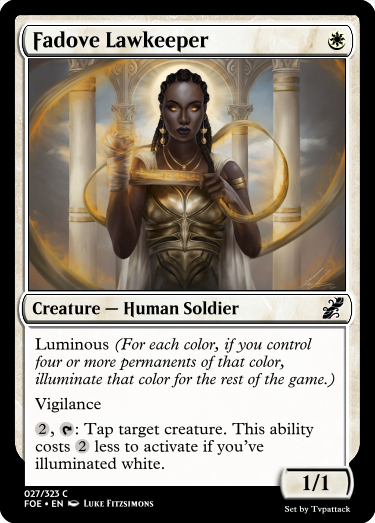 Fadove Lawkeeper
Creature — Human Soldier
Luminous (For each color, if you control
four or more permanents of that color,
illuminate that color for the rest of the game.)
Vigilance
2, : Tap target creature. This ability
costs 2 less to activate if you've
illuminated white.
1/1
027/323 C
FOE • EN Luke Fitzsimons
Set by Tvpattack